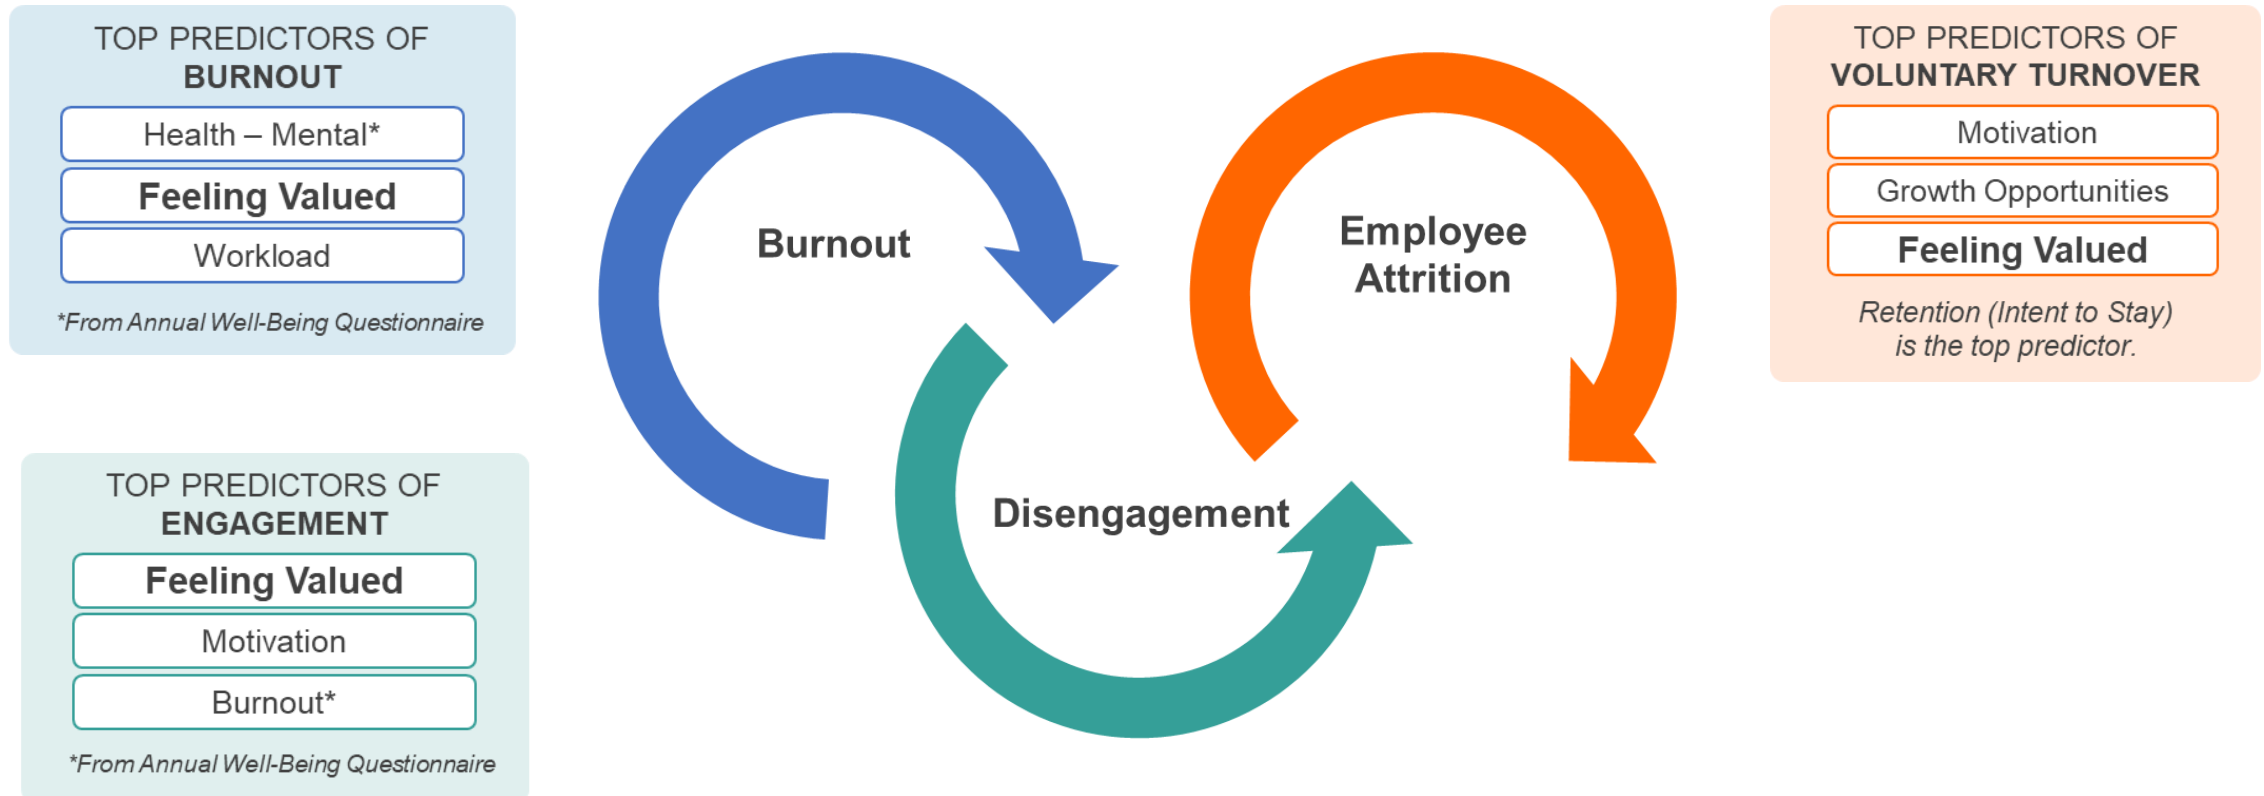 TOP PREDICTORS OF
BURNOUT
Health – Mental*
Feeling Valued
Workload
*From Annual Well-Being Questionnaire
TOP PREDICTORS OF
ENGAGEMENT
Feeling Valued
Motivation
Burnout*
*From Annual Well-Being Questionnaire
Burnout
Disengagement
Employee
Attrition
TOP PREDICTORS OF
VOLUNTARY TURNOVER
Motivation
Growth Opportunities
Feeling Valued
Retention (Intent to Stay)
is the top predictor.